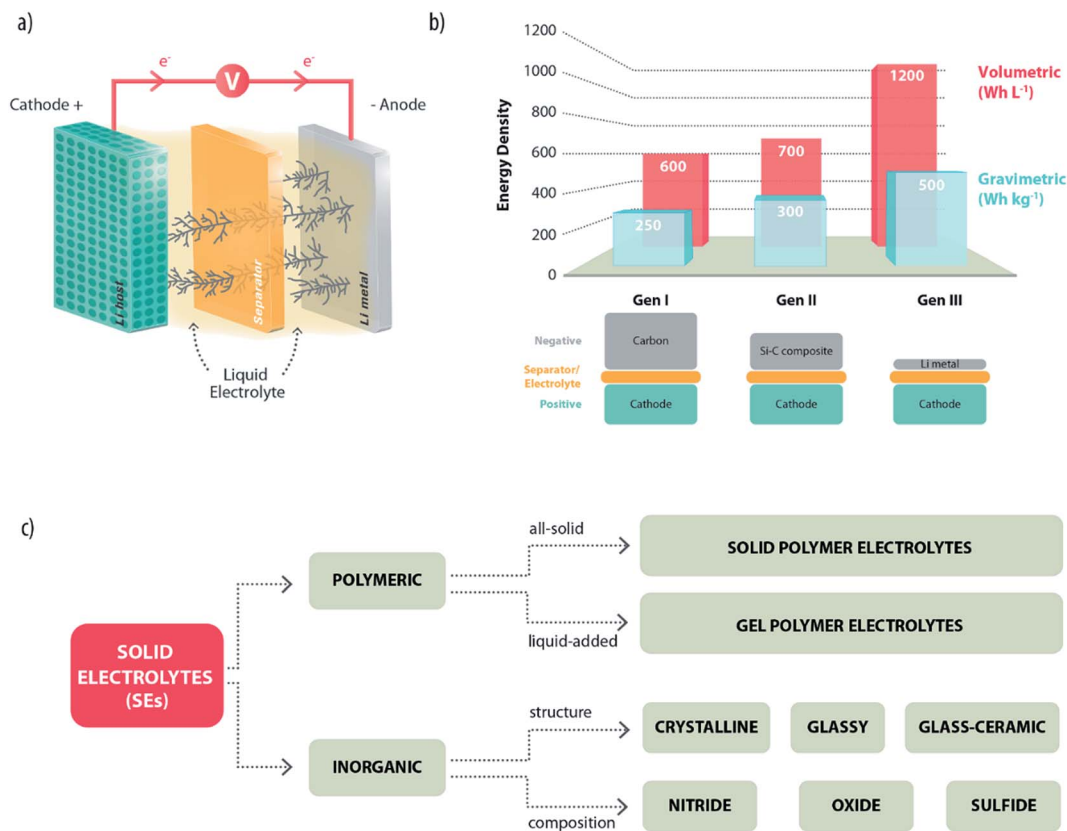 a)
e⁻
V
e⁻
Cathode +
- Anode
Li host
Separator
Li metal
Liquid
Electrolyte
b)
Energy Density
1200
1000
800
600
400
200
0
600
250
700
300
1200
500
Volumetric
(Wh L⁻¹)
Gravimetric
(Wh kg⁻¹)
Gen I
Gen II
Gen III
Negative
Separator/
Electrolyte
Positive
Carbon
Cathode
Si-C composite
Cathode
Li metal
Cathode
c)
SOLID
ELECTROLYTES
(SEs)
POLYMERIC
all-solid
SOLID POLYMER ELECTROLYTES
liquid-added
GEL POLYMER ELECTROLYTES
INORGANIC
structure
CRYSTALLINE
GLASSY
GLASS-CERAMIC
composition
NITRIDE
OXIDE
SULFIDE